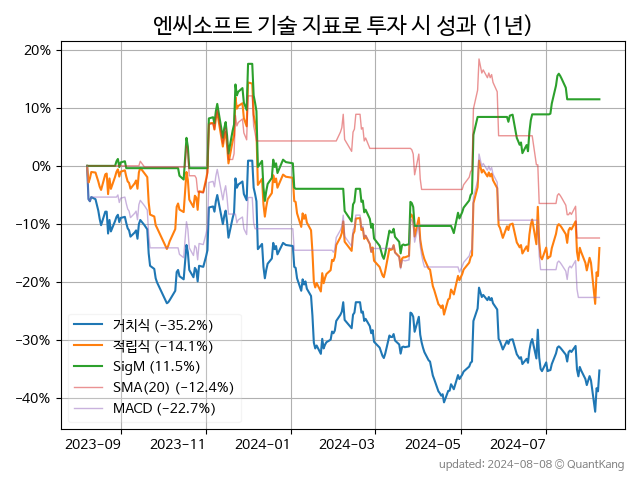 엔씨소프트 기술 지표로 투자 시 성과 (1년)
20%
10%
0%
−10%
−20%
−30%
−40%
거치식 (−35.2%)
적립식 (−14.1%)
SigM (11.5%)
SMA(20) (−12.4%)
MACD (−22.7%)
2023-09 2023-11 2024-01 2024-03 2024-05 2024-07
updated: 2024-08-08 © QuantKang